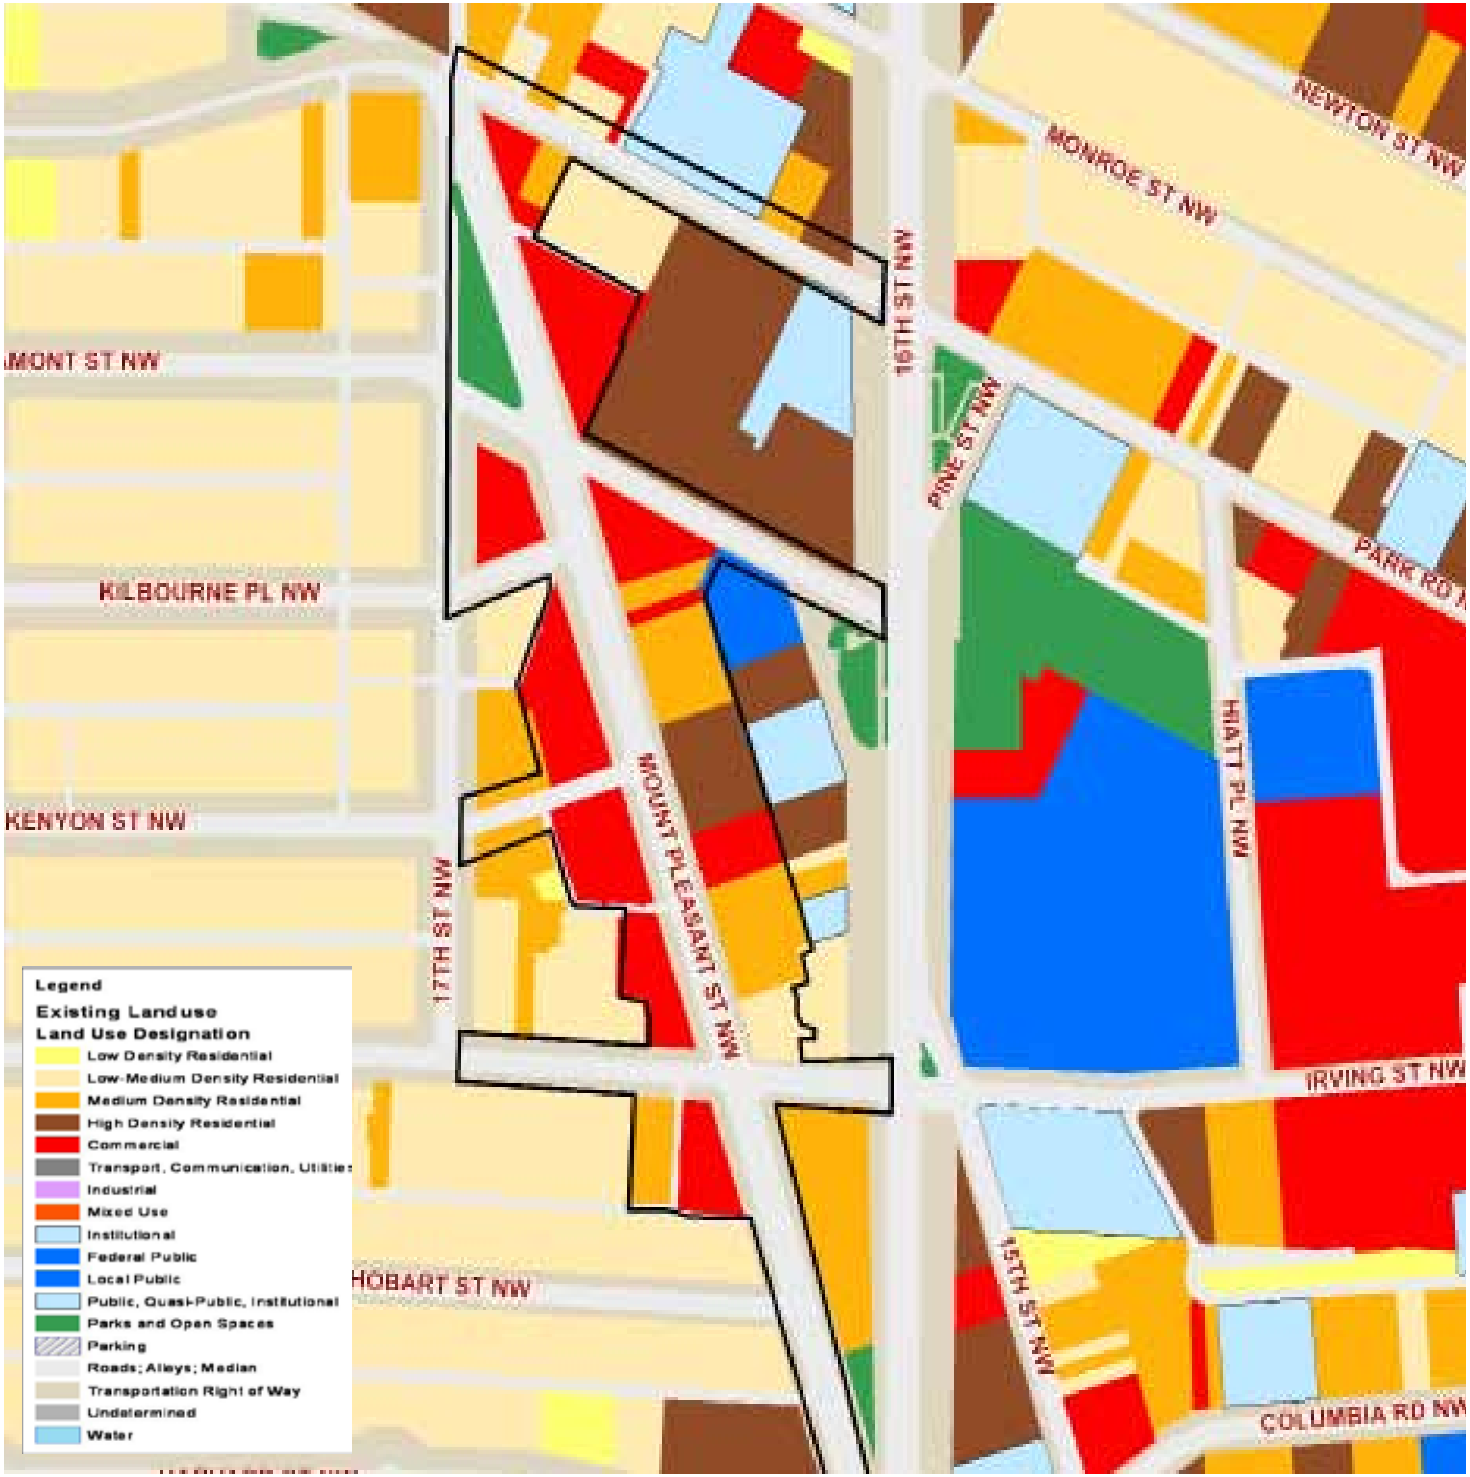 NEWTON ST NW
MONROE ST NW
16TH ST NW
AMONT ST NW
PINE ST NW
PARK RD N
KILBOURNE PL NW
HIATT PL NW
MOUNT PLEASANT ST NW
KENYON ST NW
17TH ST NW
IRVING ST NW
15TH ST NW
HOBART ST NW
COLUMBIA RD NW
Legend
Existing Landuse
Land Use Designation
Low Density Residential
Low-Medium Density Residential
Medium Density Residential
High Density Residential
Commercial
Transport, Communication, Utilities
Industrial
Mixed Use
Institutional
Federal Public
Local Public
Public, Quasi-Public, Institutional
Parks and Open Spaces
Parking
Roads; Alleys; Median
Transportation Right of Way
Undetermined
Water